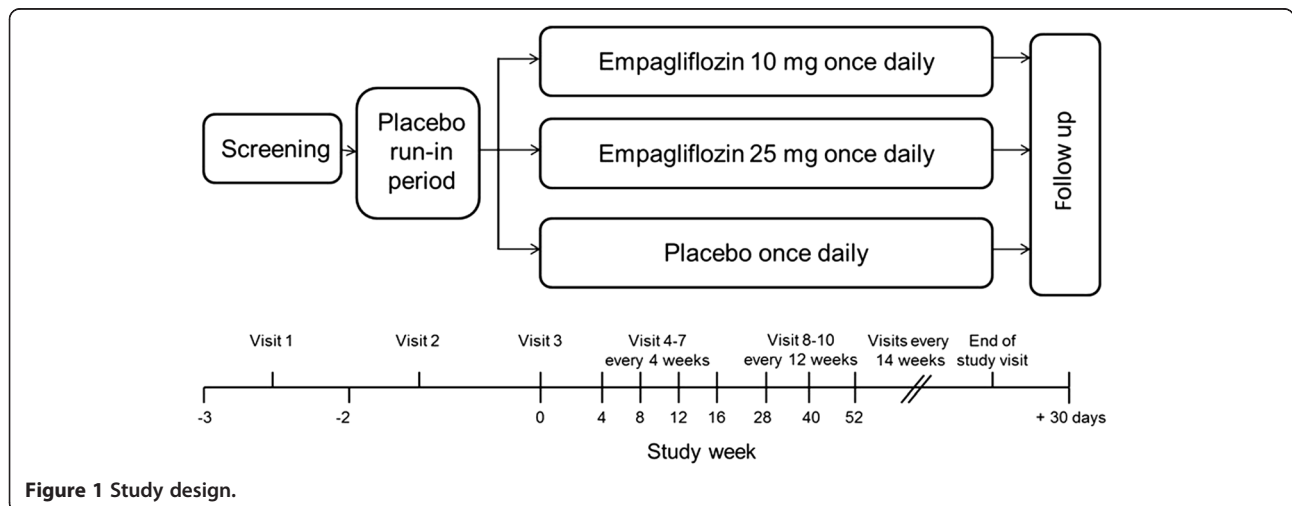 Empagliflozin 10 mg once daily
Screening
Placebo
run-in
period
Empagliflozin 25 mg once daily
Placebo once daily
Follow up
Visit 1
Visit 2
Visit 3
Visit 4-7
every 4 weeks
Visit 8-10
every 12 weeks
Visits every
14 weeks
End of
study visit
-3 -2 0 4 8 12 16 28 40 52 + 30 days
Study week
Figure 1 Study design.